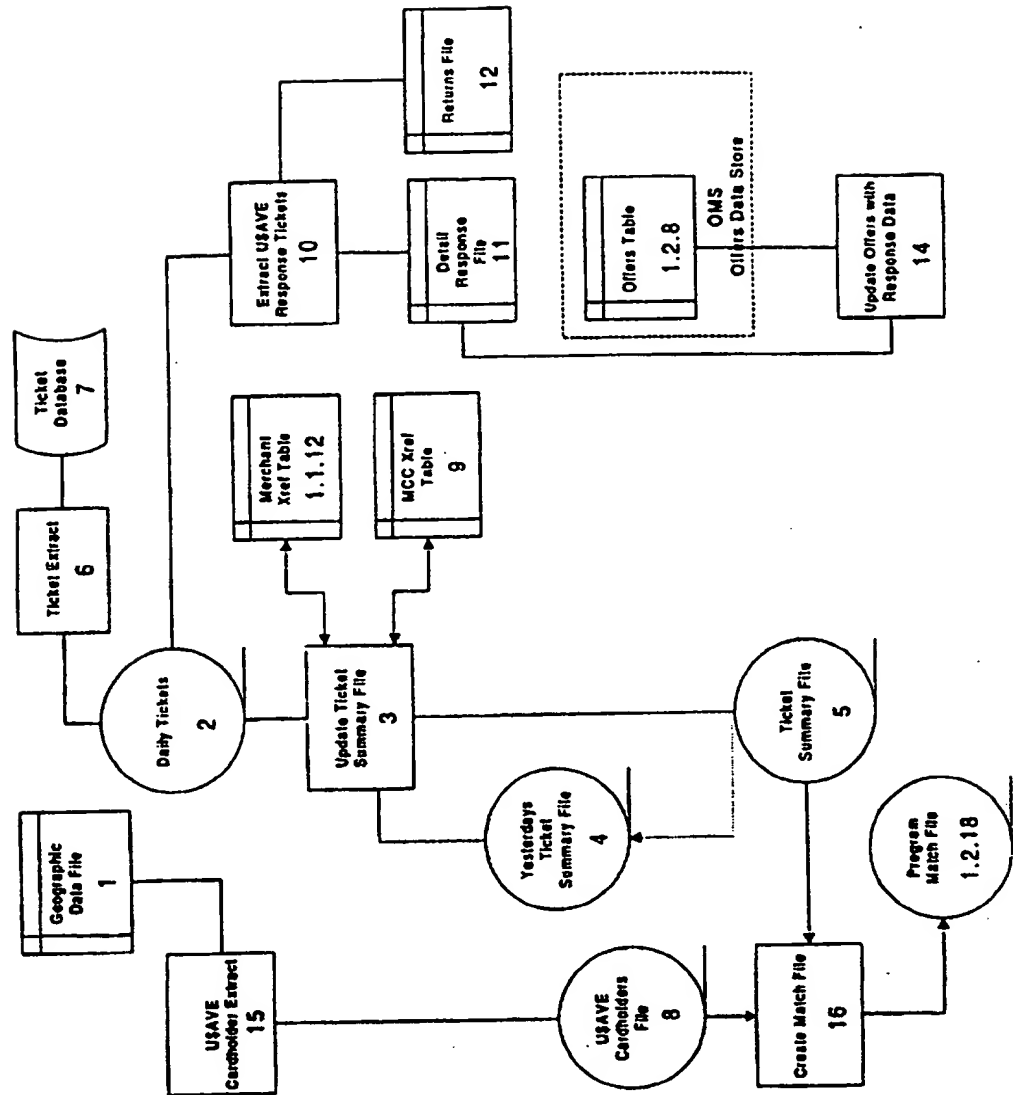 Geographic
Data File
1
U$AVE
Cardholder Extract
15
U$AVE
Cardholders
File
8
Create Match File
16
Program
Match File
1.2.18
Ticket
Database
7
Ticket Extract
6
Daily Tickets
2
Update Ticket
Summary File
3
Yesterdays
Ticket
Summary File
4
Ticket
Summary File
5
Merchant
Xref Table
1.1.12
MCC Xref
Table
9
Extract U$AVE
Response Tickets
10
Returns File
12
Detail
Response
File
11
Offers Table
1.2.8
OMS
Offers Data Store
Update Offers with
Response Data
14